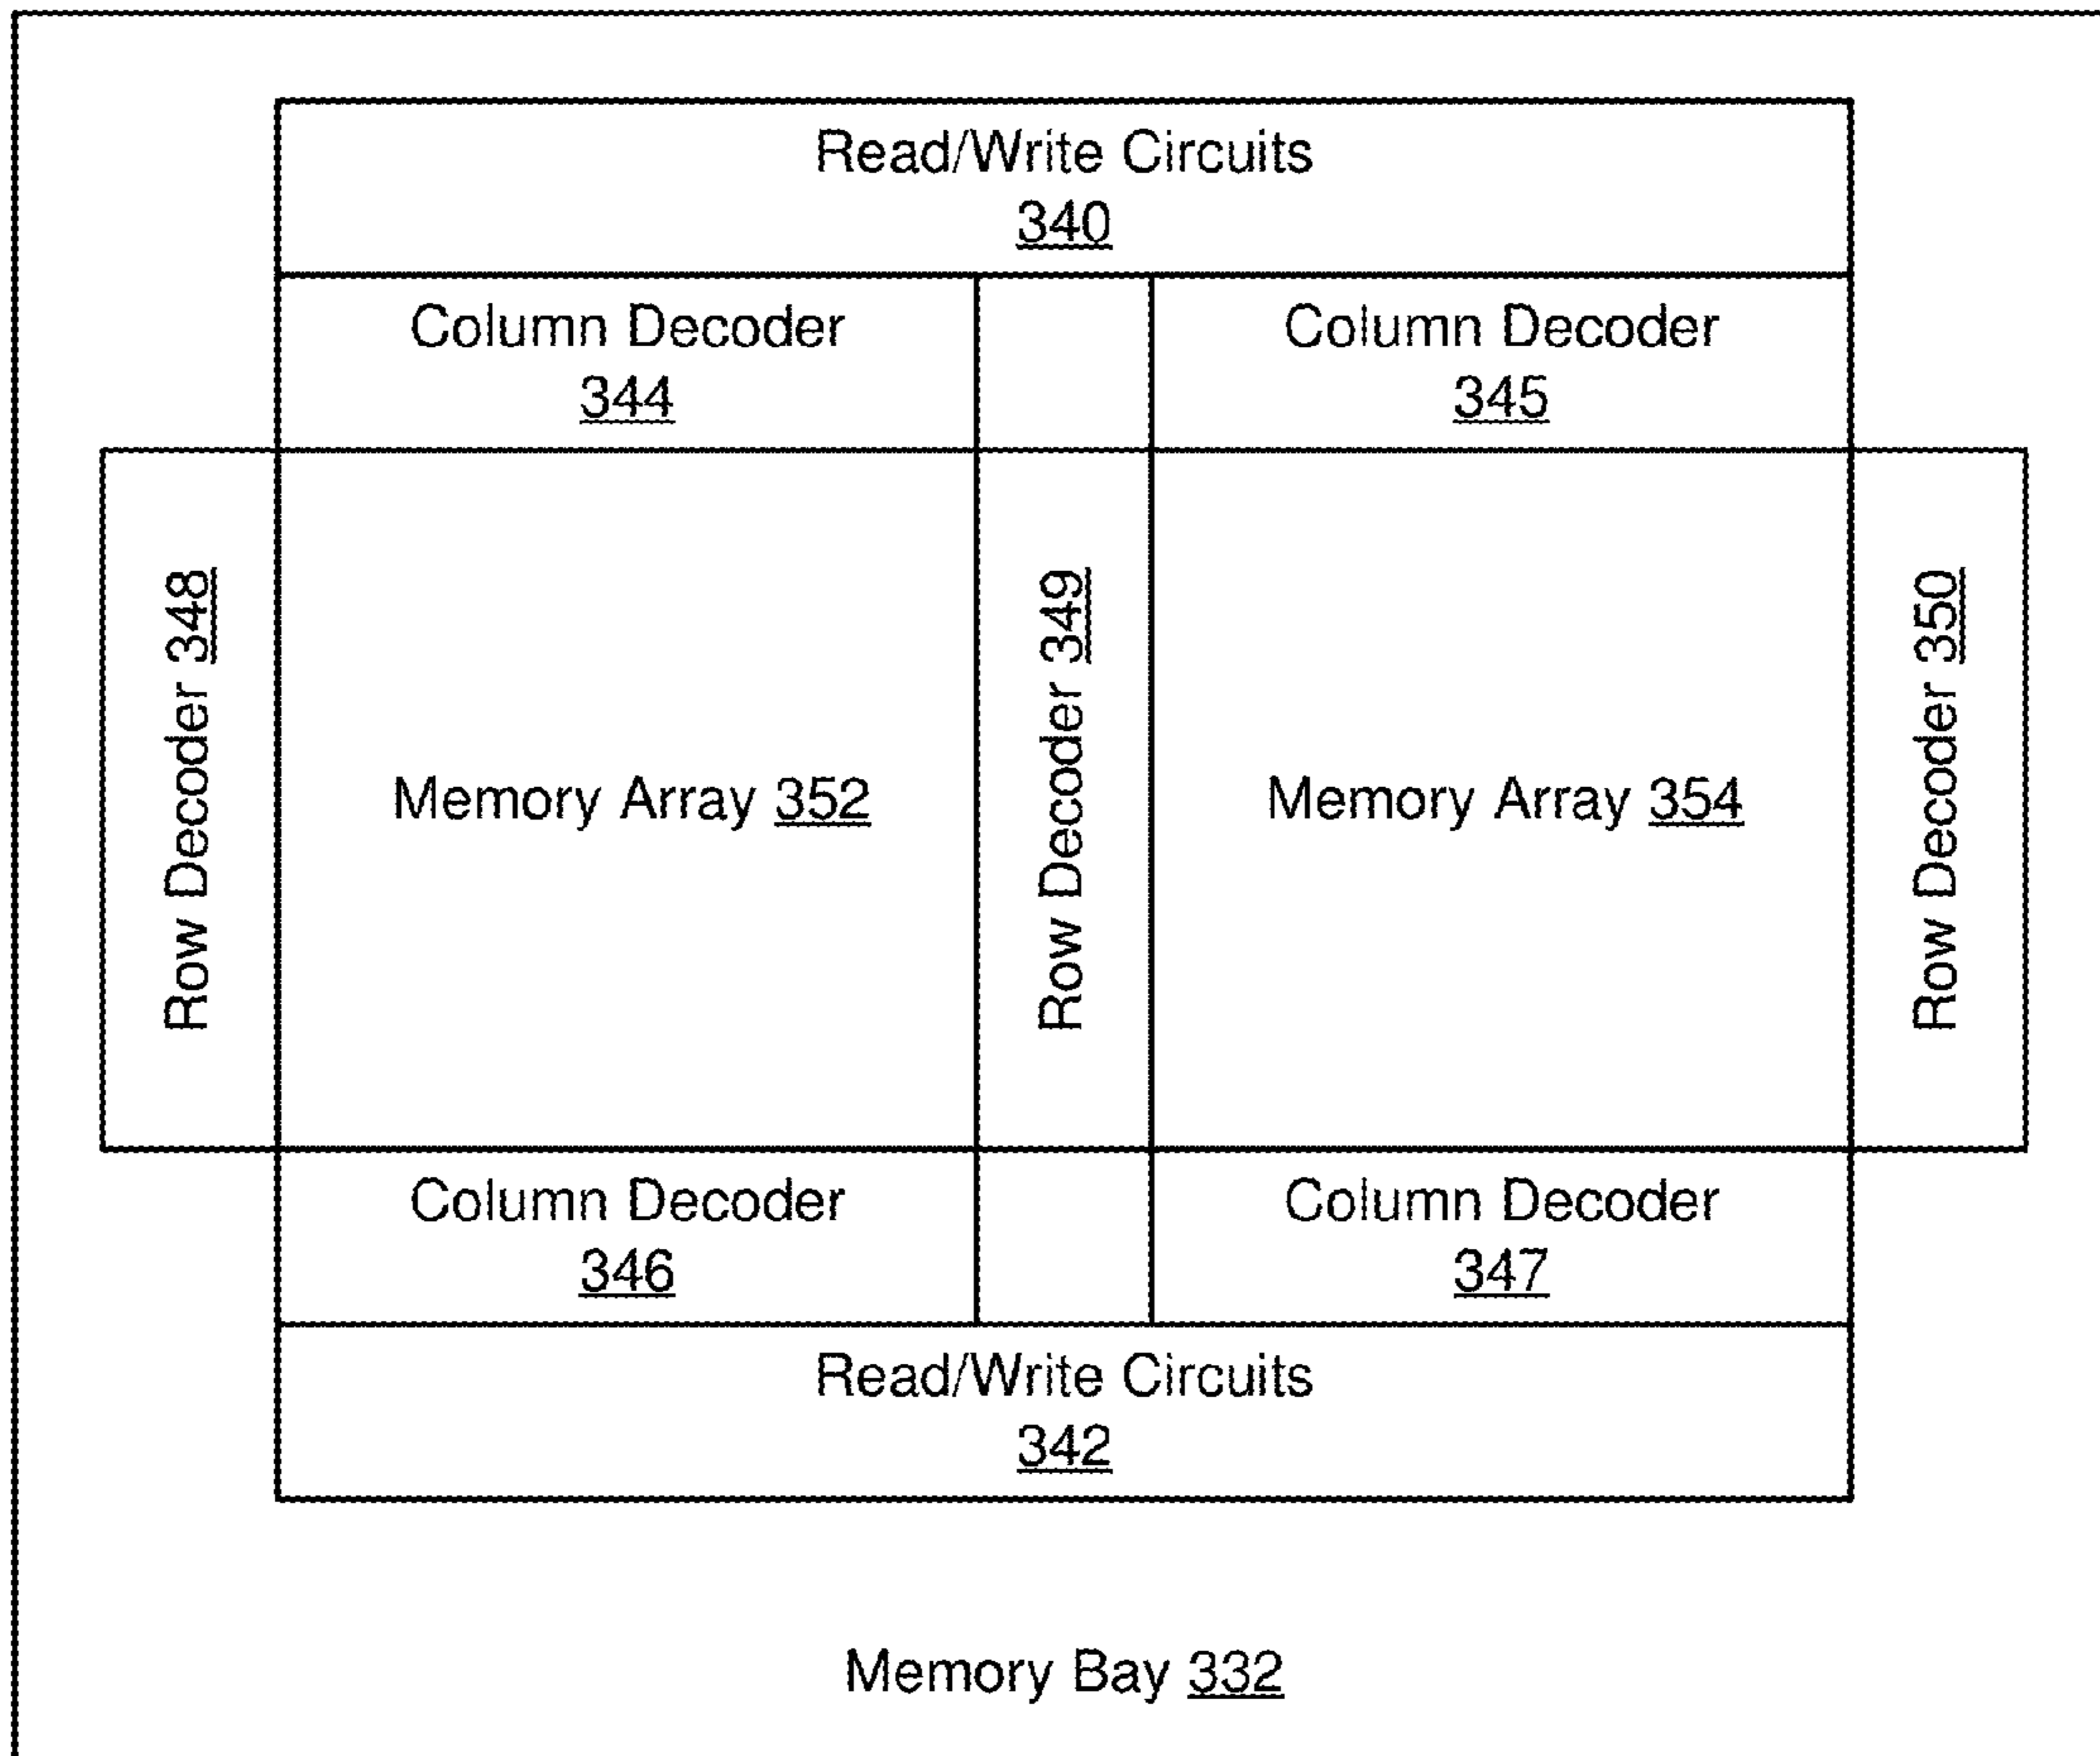 Read/Write Circuits
340
Column Decoder
344
Column Decoder
345
Row Decoder 348
Memory Array 352
Row Decoder 349
Memory Array 354
Row Decoder 350
Column Decoder
346
Column Decoder
347
Read/Write Circuits
342
Memory Bay 332